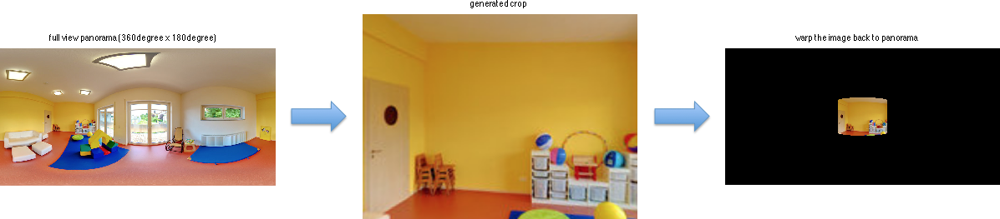 full view panorama (360degree x 180degree)
generated crop
warp the image back to panorama